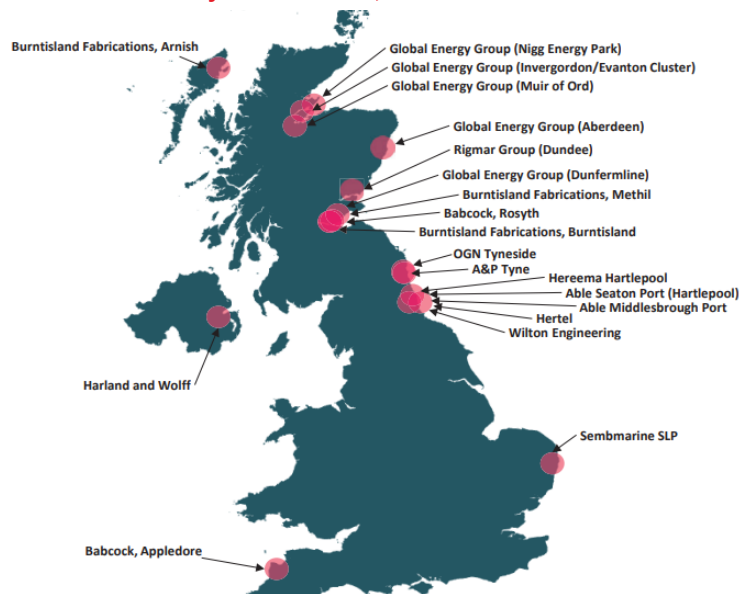 Burntisland Fabrications, Arnish
Global Energy Group (Nigg Energy Park)
Global Energy Group (Invergordon/Evanton Cluster)
Global Energy Group (Muir of Ord)
Global Energy Group (Aberdeen)
Rigmar Group (Dundee)
Global Energy Group (Dunfermline)
Burntisland Fabrications, Methil
Babcock, Rosyth
Burntisland Fabrications, Burntisland
OGN Tyneside
A&P Tyne
Hereema Hartlepool
Able Seaton Port (Hartlepool)
Able Middlesbrough Port
Hertel
Wilton Engineering
Harland and Wolff
Sembmarine SLP
Babcock, Appledore